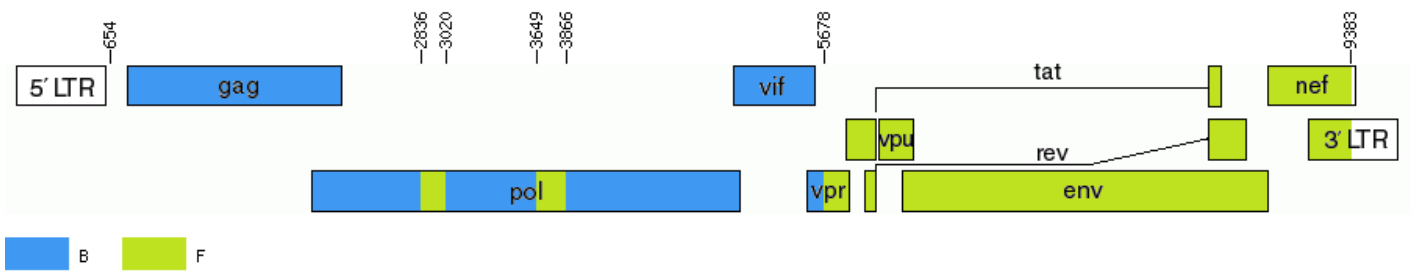 654
2836
3020
3649
3866
5678
9383
5′ LTR
gag
vif
tat
nef
vpu
rev
3′ LTR
pol
vpr
env
B
F